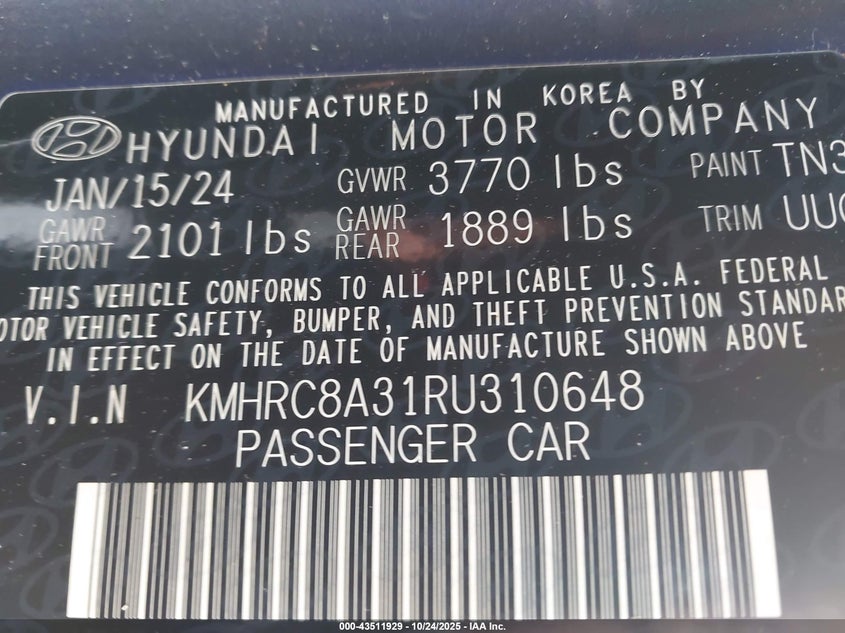 MANUFACTURED IN KOREA BY
HYUNDAI MOTOR COMPANY
JAN/15/24 GVWR 3770 lbs PAINT TN3
GAWR FRONT 2101 lbs GAWR REAR 1889 lbs TRIM UU
THIS VEHICLE CONFORMS TO ALL APPLICABLE U.S.A. FEDERAL
OTOR VEHICLE SAFETY, BUMPER, AND THEFT PREVENTION STANDAR
IN EFFECT ON THE DATE OF MANUFACTURE SHOWN ABOVE
V.I.N KMHRC8A31RU310648
PASSENGER CAR
000-43511929 - 10/24/2025 - IAA Inc.